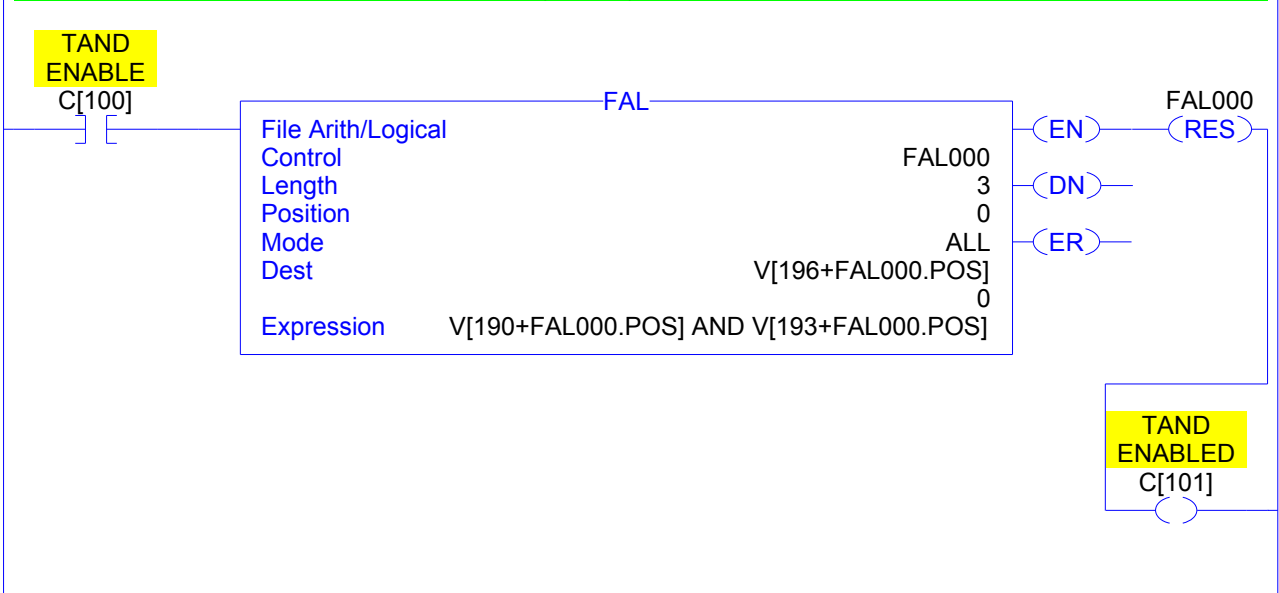 TAND
ENABLE
C[100]
FAL
File Arith/Logical
Control FAL000
Length 3
Position 0
Mode ALL
Dest V[196+FAL000.POS]
0
Expression V[190+FAL000.POS] AND V[193+FAL000.POS]
EN
DN
ER
FAL000
RES
TAND
ENABLED
C[101]